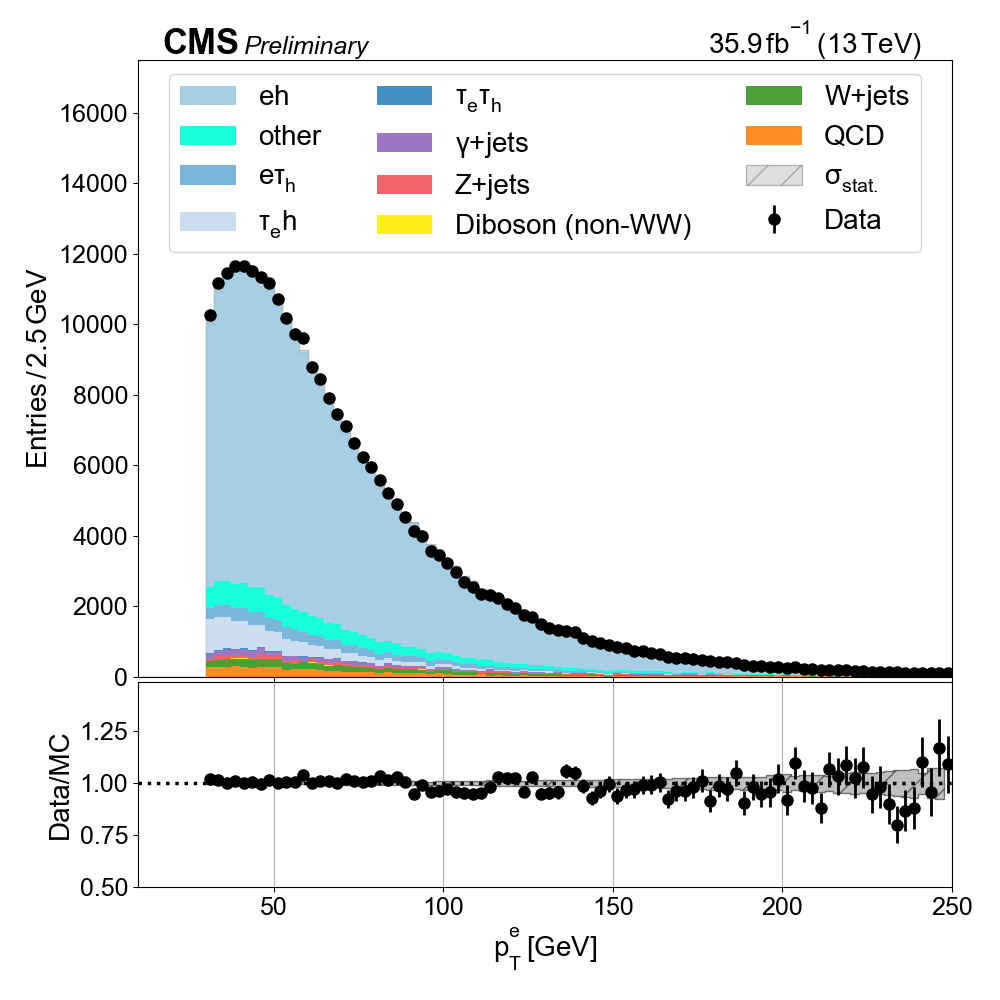 CMS Preliminary 35.9 fb⁻¹ (13 TeV)
eh
other
eτh
τeh
τeτh
γ+jets
Z+jets
Diboson (non-WW)
W+jets
QCD
σstat.
Data
Entries / 2.5 GeV
16000
14000
12000
10000
8000
6000
4000
2000
0
Data/MC
1.25
1.00
0.75
0.50
50 100 150 200 250
pTe [GeV]